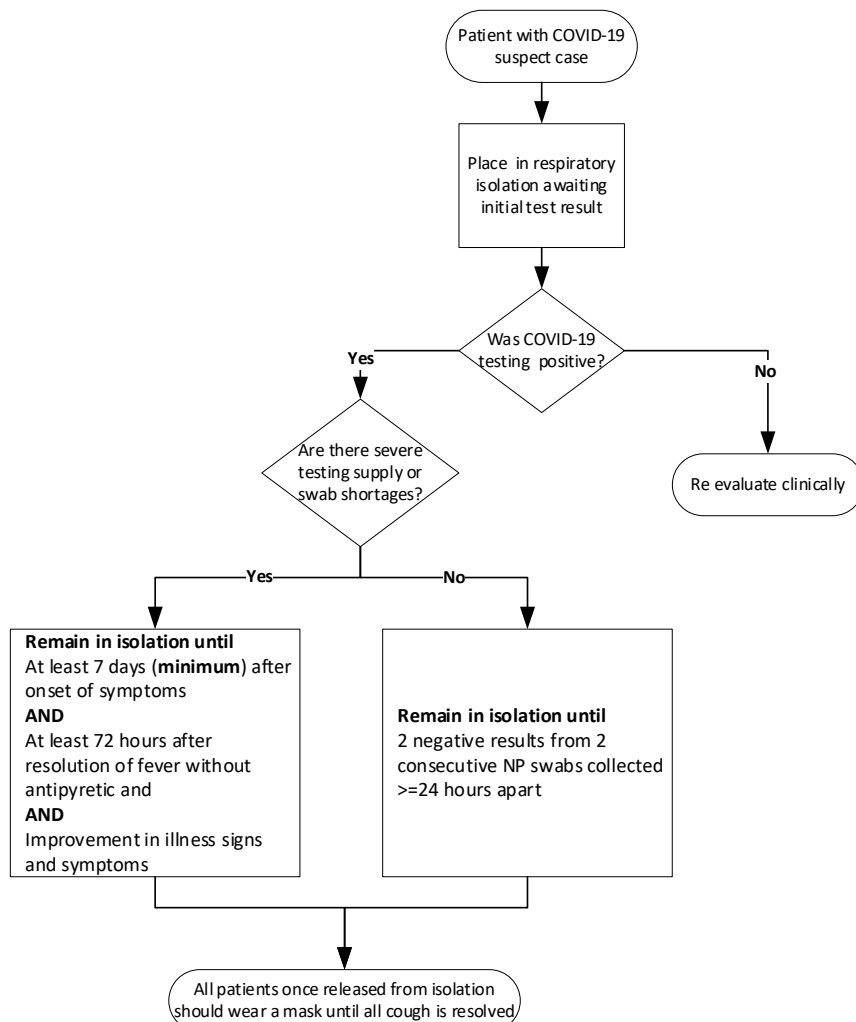 Patient with COVID-19
suspect case
Place in respiratory
isolation awaiting
initial test result
Was COVID-19
testing positive?
Yes
No
Are there severe
testing supply or
swab shortages?
Re evaluate clinically
Yes
No
Remain in isolation until
At least 7 days (minimum) after
onset of symptoms
AND
At least 72 hours after
resolution of fever without
antipyretic and
AND
Improvement in illness signs
and symptoms
Remain in isolation until
2 negative results from 2
consecutive NP swabs collected
>=24 hours apart
All patients once released from isolation
should wear a mask until all cough is resolved